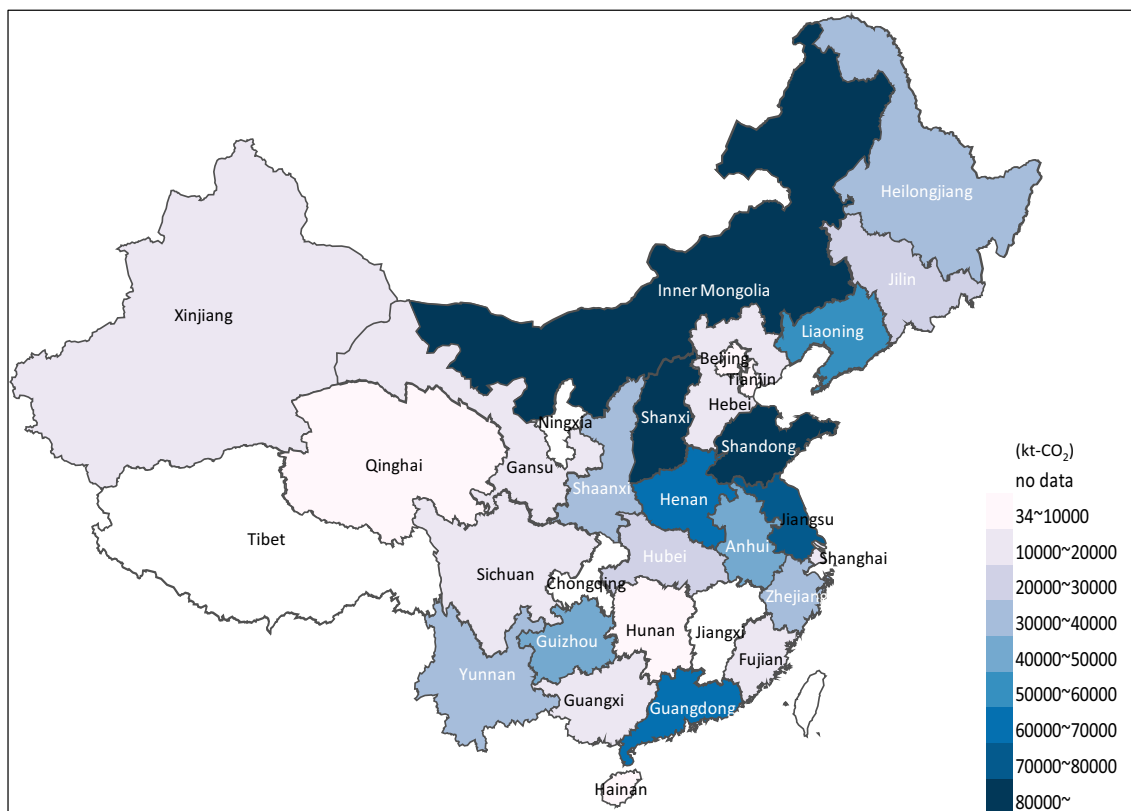 Heilongjiang
Jilin
Inner Mongolia
Xinjiang
Liaoning
Beijing
Tianjin
Hebei
Ningxia
Shanxi
Shandong
Qinghai
Gansu
Shaanxi
Henan
Jiangsu
Tibet
Anhui
Hubei
Shanghai
Sichuan
Chongqing
Zhejiang
Guizhou
Hunan
Jiangxi
Fujian
Yunnan
Guangxi
Guangdong
Hainan
(kt-CO₂)
no data
34~10000
10000~20000
20000~30000
30000~40000
40000~50000
50000~60000
60000~70000
70000~80000
80000~